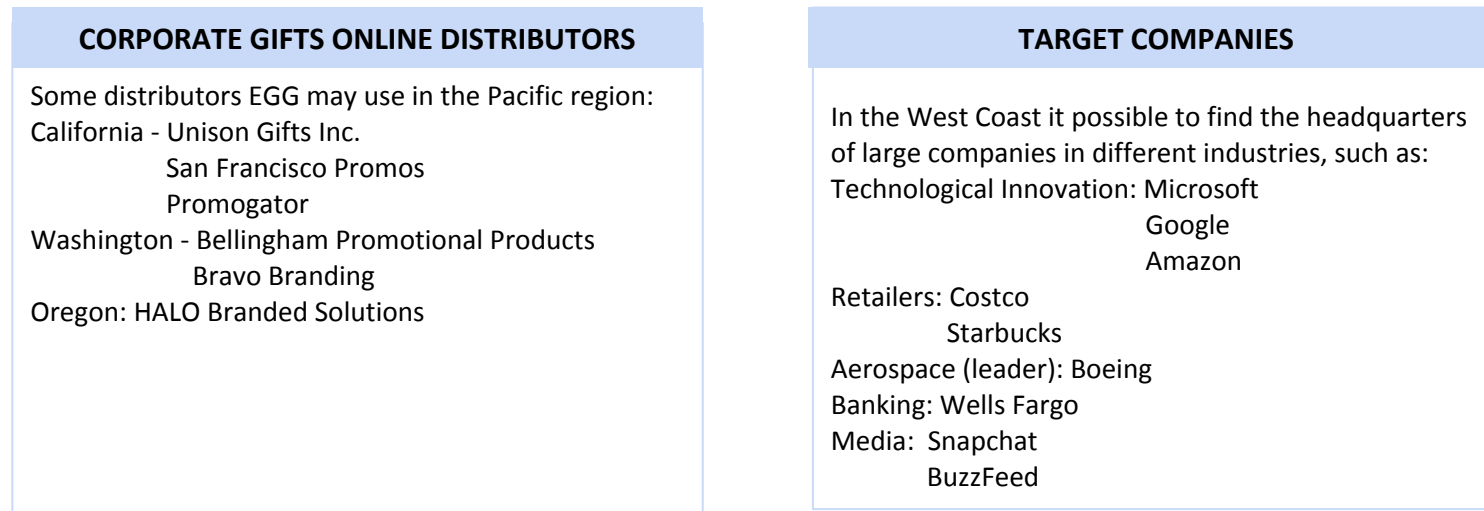 CORPORATE GIFTS ONLINE DISTRIBUTORS
Some distributors EGG may use in the Pacific region:
California - Unison Gifts Inc.
San Francisco Promos
Promogator
Washington - Bellingham Promotional Products
Bravo Branding
Oregon: HALO Branded Solutions
TARGET COMPANIES
In the West Coast it possible to find the headquarters
of large companies in different industries, such as:
Technological Innovation: Microsoft
Google
Amazon
Retailers: Costco
Starbucks
Aerospace (leader): Boeing
Banking: Wells Fargo
Media: Snapchat
BuzzFeed